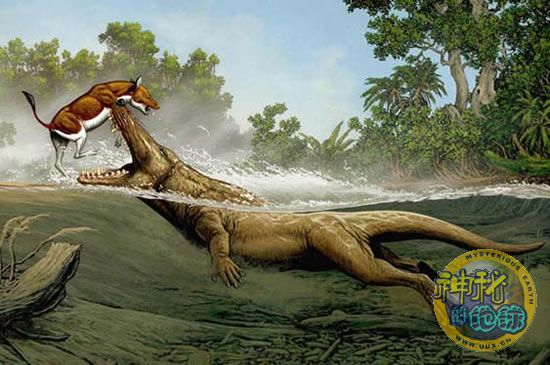 MYSTERIOUS EARTH
神秘
的地球
WWW.UUX.CN